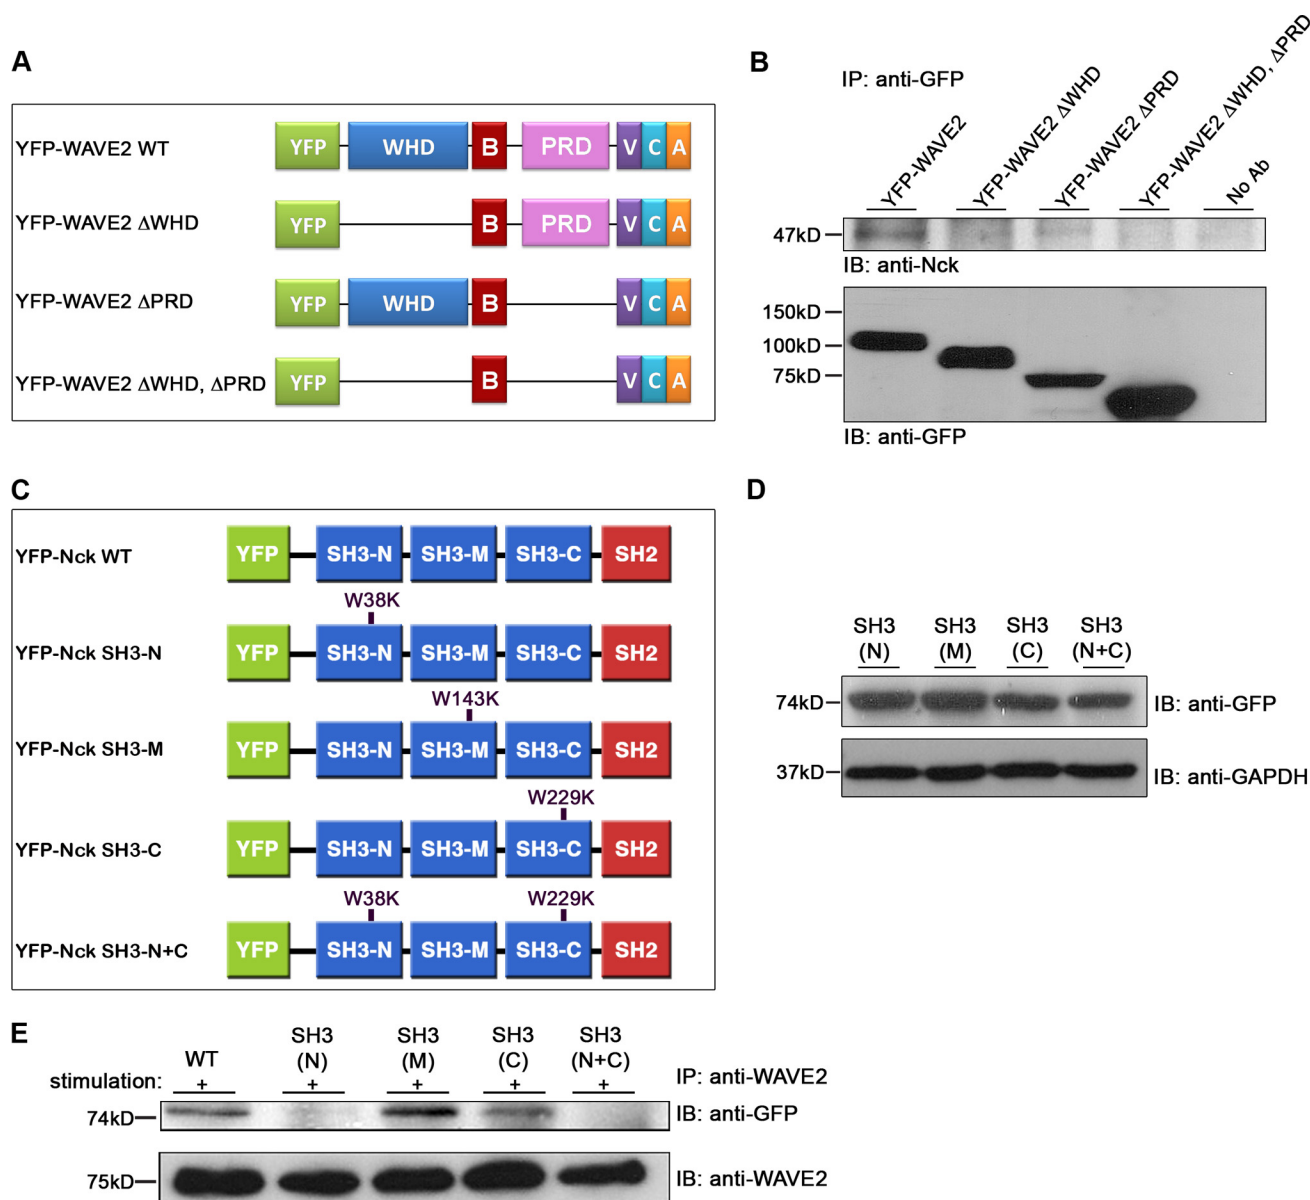 A
YFP-WAVE2 WT YFP WHD B PRD V C A
YFP-WAVE2 ΔWHD YFP B PRD V C A
YFP-WAVE2 ΔPRD YFP WHD B V C A
YFP-WAVE2 ΔWHD, ΔPRD YFP B V C A
B
IP: anti-GFP
YFP-WAVE2
YFP-WAVE2 ΔWHD
YFP-WAVE2 ΔPRD
YFP-WAVE2 ΔWHD, ΔPRD
No Ab
47kD
IB: anti-Nck
150kD
100kD
75kD
IB: anti-GFP
C
YFP-Nck WT YFP SH3-N SH3-M SH3-C SH2
W38K
YFP-Nck SH3-N YFP SH3-N SH3-M SH3-C SH2
W143K
YFP-Nck SH3-M YFP SH3-N SH3-M SH3-C SH2
W229K
YFP-Nck SH3-C YFP SH3-N SH3-M SH3-C SH2
W38K W229K
YFP-Nck SH3-N+C YFP SH3-N SH3-M SH3-C SH2
D
SH3 SH3 SH3 SH3
(N) (M) (C) (N+C)
74kD IB: anti-GFP
37kD IB: anti-GAPDH
E
SH3 SH3 SH3 SH3
WT (N) (M) (C) (N+C) IP: anti-WAVE2
stimulation: + + + + +
74kD IB: anti-GFP
75kD IB: anti-WAVE2